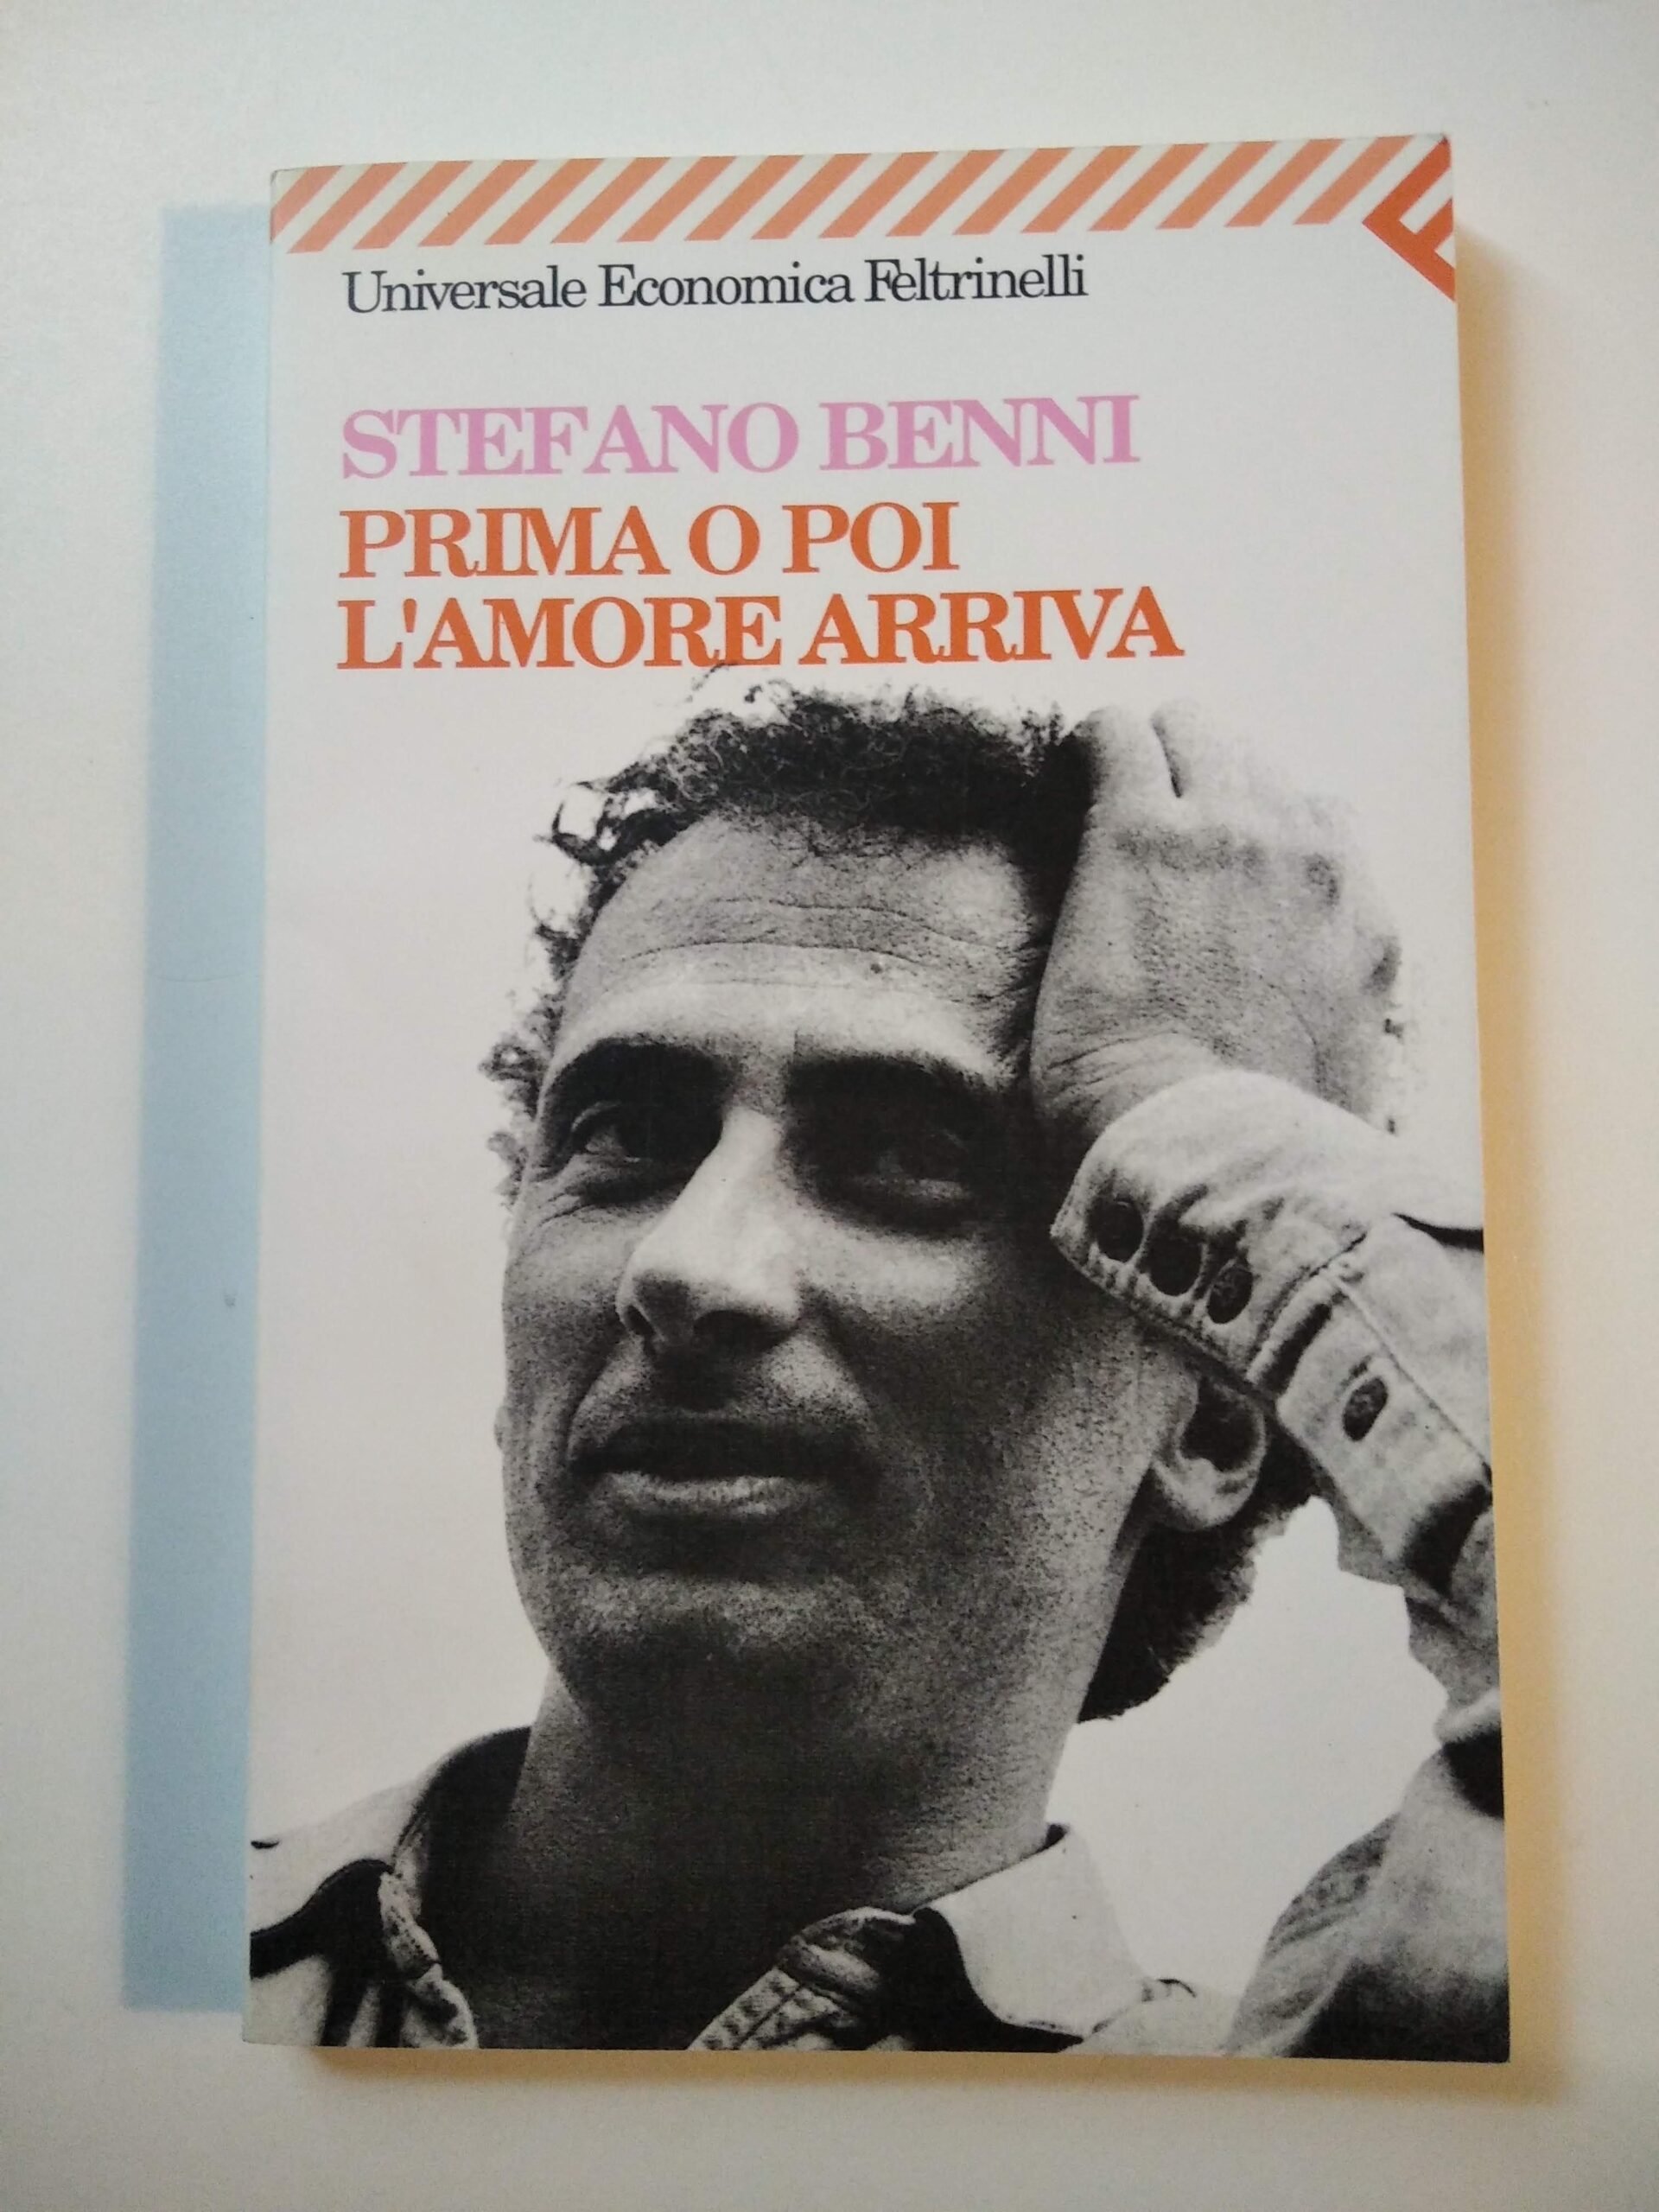 Universale Economica Feltrinelli
STEFANO BENNI
PRIMA O POI
L'AMORE ARRIVA